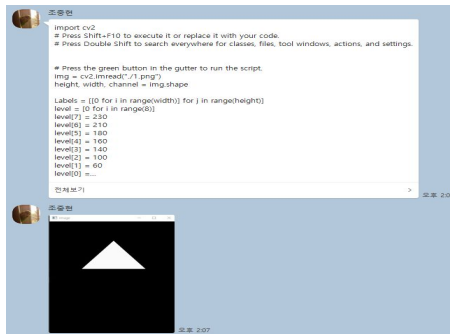 조중현
import cv2
# Press Shift+F10 to execute it or replace it with your code.
# Press Double Shift to search everywhere for classes, files, tool windows, actions, and settings.
# Press the green button in the gutter to run the script.
img = cv2.imread("./1.png")
height, width, channel = img.shape
Labels = [[0 for i in range(width)] for j in range(height)]
level = [0 for i in range(8)]
level[7] = 230
level[6] = 210
level[5] = 180
level[4] = 160
level[3] = 140
level[2] = 100
level[1] = 60
level[0] =...
전체보기 >
오후 2:0
조중현
오후 2:07